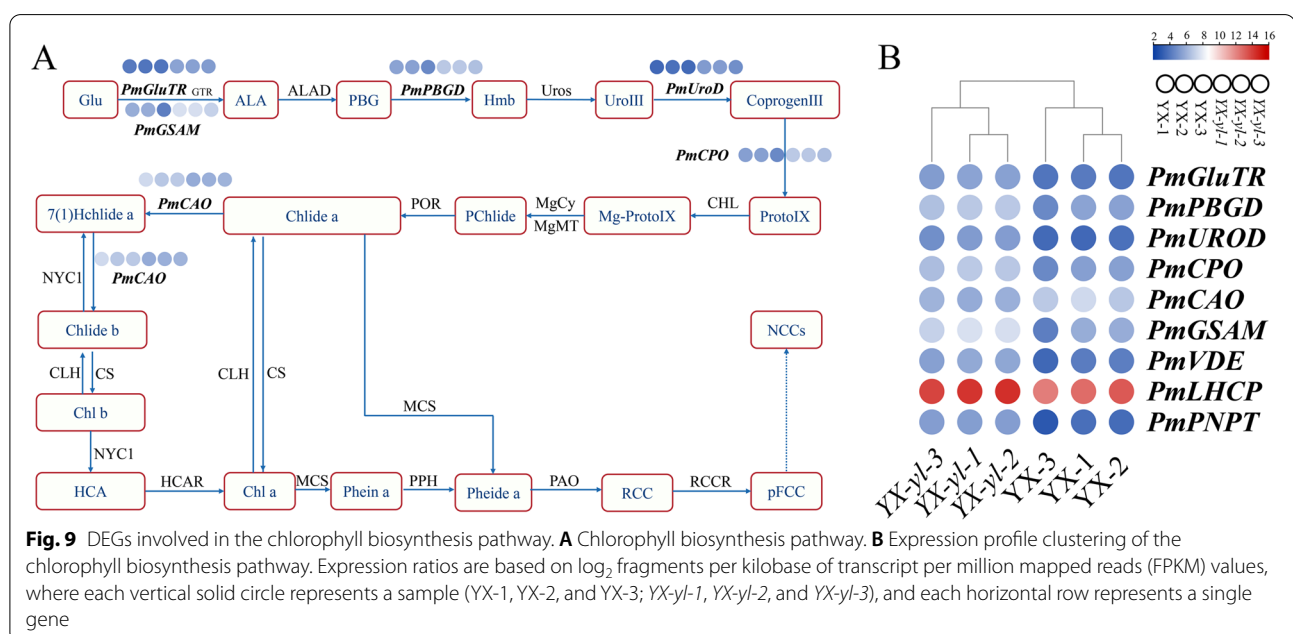 A
PmGluTR GTR
PmGSAM
Glu
ALA
ALAD
PBG
PmPBGD
Hmb
Uros
UroIII
PmUroD
CoprogenIII
PmCPO
7(1)Hchlide a
PmCAO
Chlide a
POR
PChlide
MgCy
MgMT
Mg-ProtoIX
CHL
ProtoIX
NYC1
PmCAO
Chlide b
CLH
CS
CLH
CS
MCS
NCCs
Chl b
NYC1
HCA
HCAR
Chl a
MCS
Phein a
PPH
Pheide a
PAO
RCC
RCCR
pFCC
B
2 4 6 8 10 12 14 16
YX-1
YX-2
YX-3
YX-yl-1
YX-yl-2
YX-yl-3
PmGluTR
PmPBGD
PmUROD
PmCPO
PmCAO
PmGSAM
PmVDE
PmLHCP
PmPNPT
YX-yl-3
YX-yl-1
YX-yl-2
YX-3
YX-1
YX-2
Fig. 9 DEGs involved in the chlorophyll biosynthesis pathway. A Chlorophyll biosynthesis pathway. B Expression profile clustering of the
chlorophyll biosynthesis pathway. Expression ratios are based on log2 fragments per kilobase of transcript per million mapped reads (FPKM) values,
where each vertical solid circle represents a sample (YX-1, YX-2, and YX-3; YX-yl-1, YX-yl-2, and YX-yl-3), and each horizontal row represents a single
gene